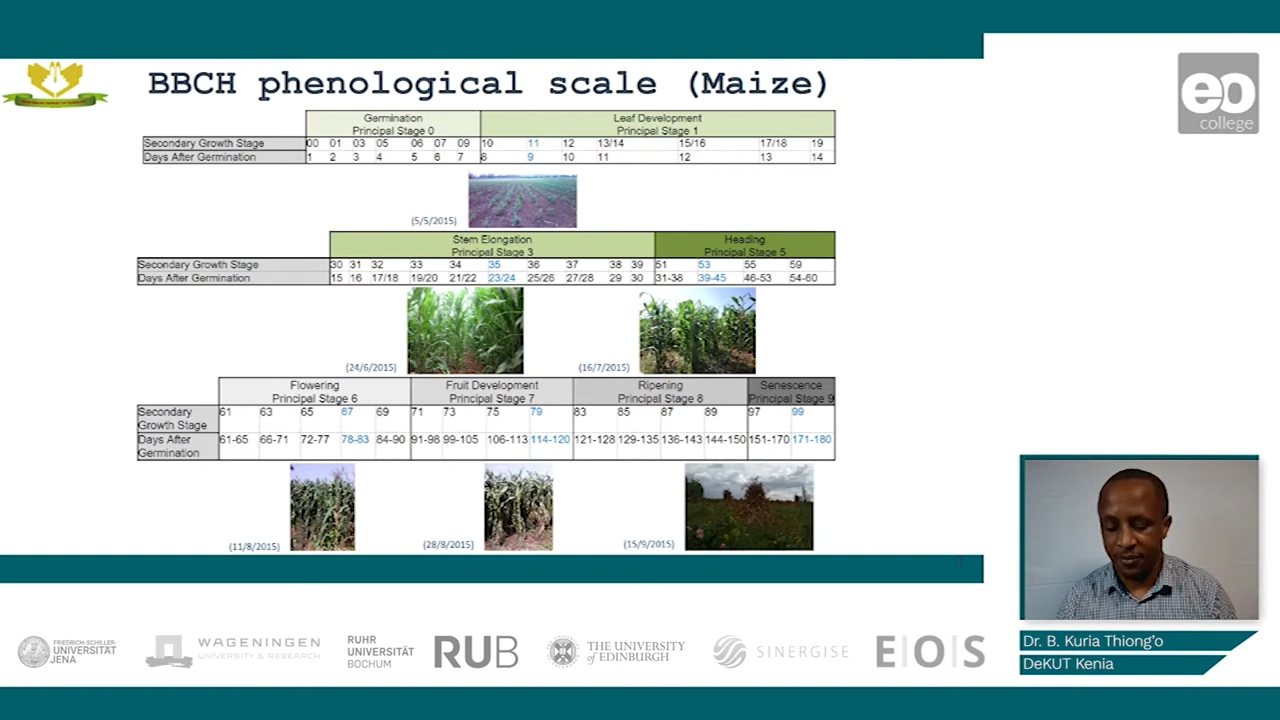 BBCH phenological scale (Maize)
eo
college
Germination
Principal Stage 0
Leaf Development
Principal Stage 1
Secondary Growth Stage 00 01 03 05 06 07 09 10 11 12 13/14 15/16 17/18 19
Days After Germination 1 2 3 4 5 6 7 8 9 10 11 12 13 14
(5/5/2015)
Stem Elongation
Principal Stage 3
Heading
Principal Stage 5
Secondary Growth Stage 30 31 32 33 34 35 36 37 38 39 51 53 55 59
Days After Germination 15 16 17/18 19/20 21/22 23/24 25/26 27/28 29 30 31-38 39-45 46-53 54-60
(24/6/2015)
(16/7/2015)
Flowering
Principal Stage 6
Fruit Development
Principal Stage 7
Ripening
Principal Stage 8
Senescence
Principal Stage 9
Secondary Growth Stage 61 63 65 67 69 71 73 75 79 83 85 87 89 97 99
Days After Germination 61-65 66-71 72-77 78-83 84-90 91-98 99-105 106-113 114-120 121-128 129-135 136-143 144-150 151-170 171-180
(11/8/2015)
(28/8/2015)
(15/9/2015)
Dr. B. Kuria Thiong'o
DeKUT Kenia
FRIEDRICH-SCHILLER-
UNIVERSITÄT
JENA
WAGENINGEN
UNIVERSITY & RESEARCH
RUHR
UNIVERSITÄT
BOCHUM
RUB
THE UNIVERSITY
of EDINBURGH
SINERGISE
E|O|S